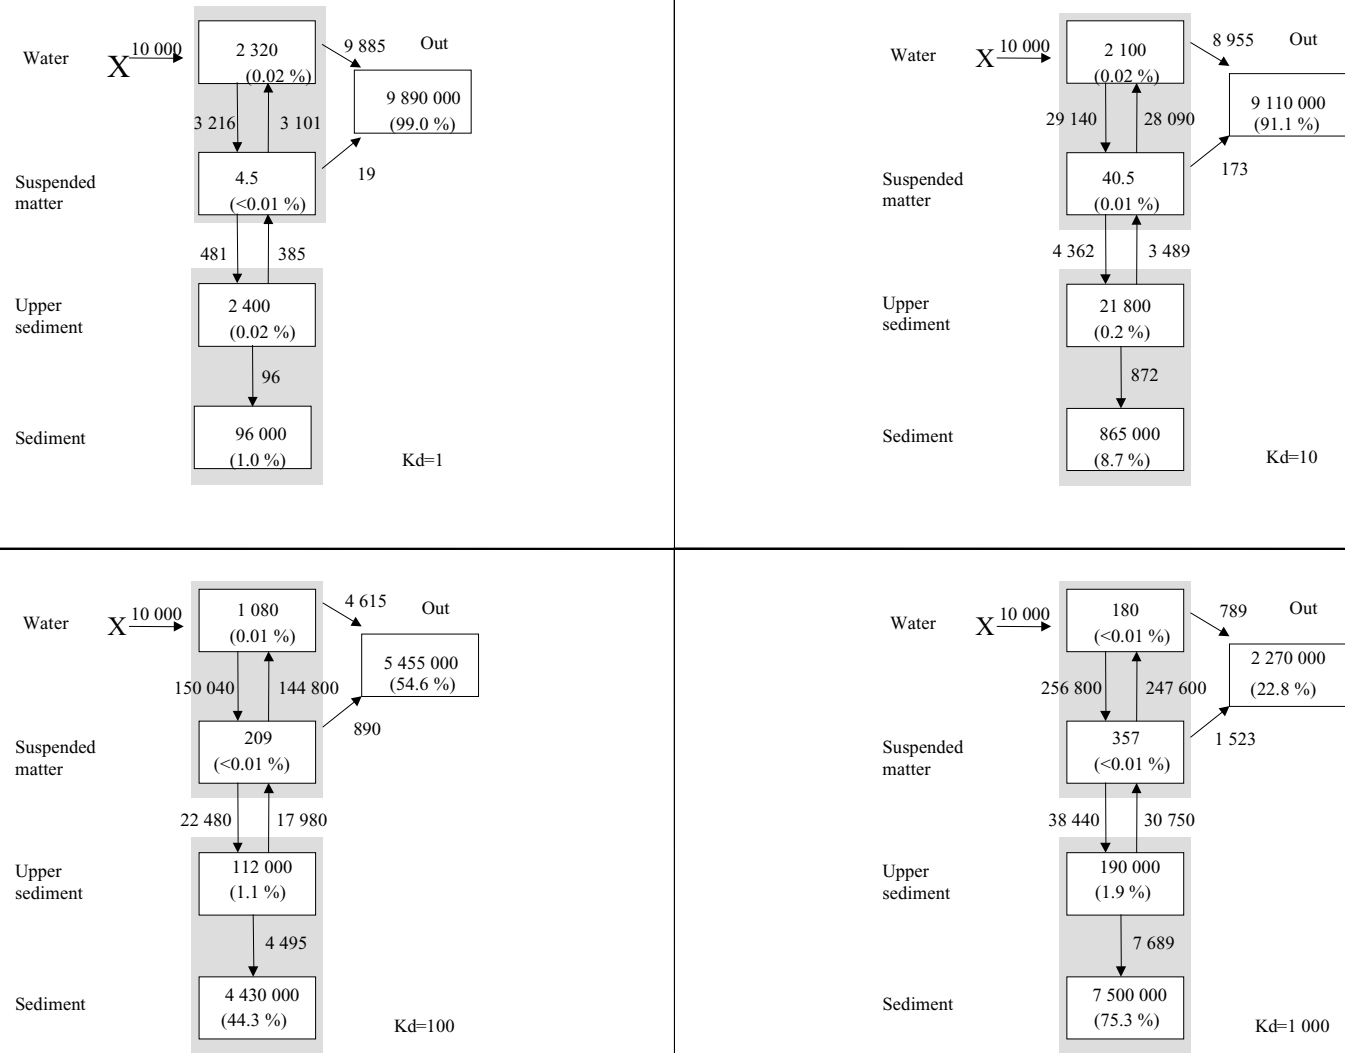 Water
X
10 000
2 320
(0.02 %)
9 885
Out
9 890 000
(99.0 %)
3 216
3 101
19
Suspended
matter
4.5
(<0.01 %)
481
385
Upper
sediment
2 400
(0.02 %)
96
Sediment
96 000
(1.0 %)
Kd=1
Water
X
10 000
2 100
(0.02 %)
8 955
Out
9 110 000
(91.1 %)
29 140
28 090
173
Suspended
matter
40.5
(0.01 %)
4 362
3 489
Upper
sediment
21 800
(0.2 %)
872
Sediment
865 000
(8.7 %)
Kd=10
Water
X
10 000
1 080
(0.01 %)
4 615
Out
5 455 000
(54.6 %)
150 040
144 800
890
Suspended
matter
209
(<0.01 %)
22 480
17 980
Upper
sediment
112 000
(1.1 %)
4 495
Sediment
4 430 000
(44.3 %)
Kd=100
Water
X
10 000
180
(<0.01 %)
789
Out
2 270 000
(22.8 %)
256 800
247 600
1 523
Suspended
matter
357
(<0.01 %)
38 440
30 750
Upper
sediment
190 000
(1.9 %)
7 689
Sediment
7 500 000
(75.3 %)
Kd=1 000